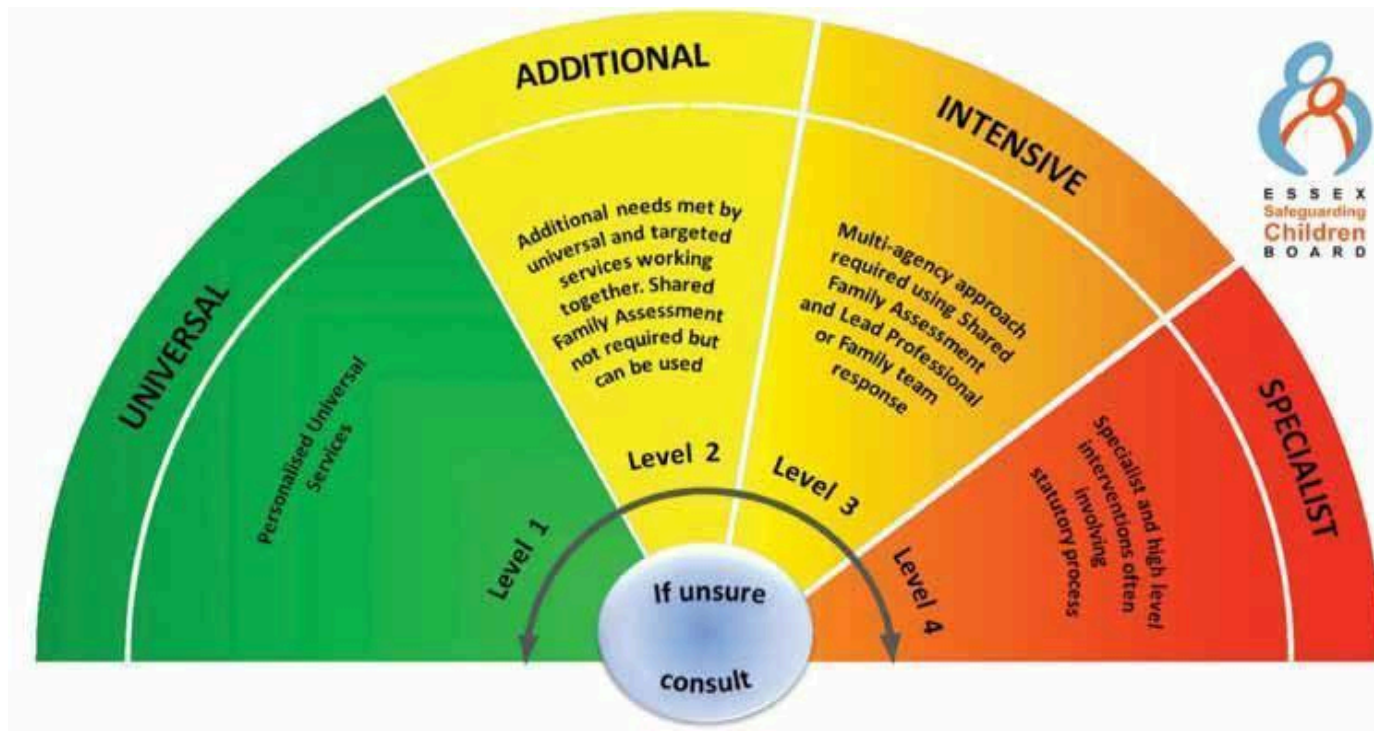 UNIVERSAL
Personalised Universal
Services
Level 1
ADDITIONAL
Additional needs met by
universal and targeted
services working
together. Shared
Family Assessment
not required but
can be used
Level 2
INTENSIVE
Multi-agency approach
required using Shared
Family Assessment
and Lead Professional
or Family team
response
Level 3
SPECIALIST
Specialist and high level
interventions often
involving
statutory process
Level 4
If unsure
consult
ESSEX
Safeguarding
Children
BOARD